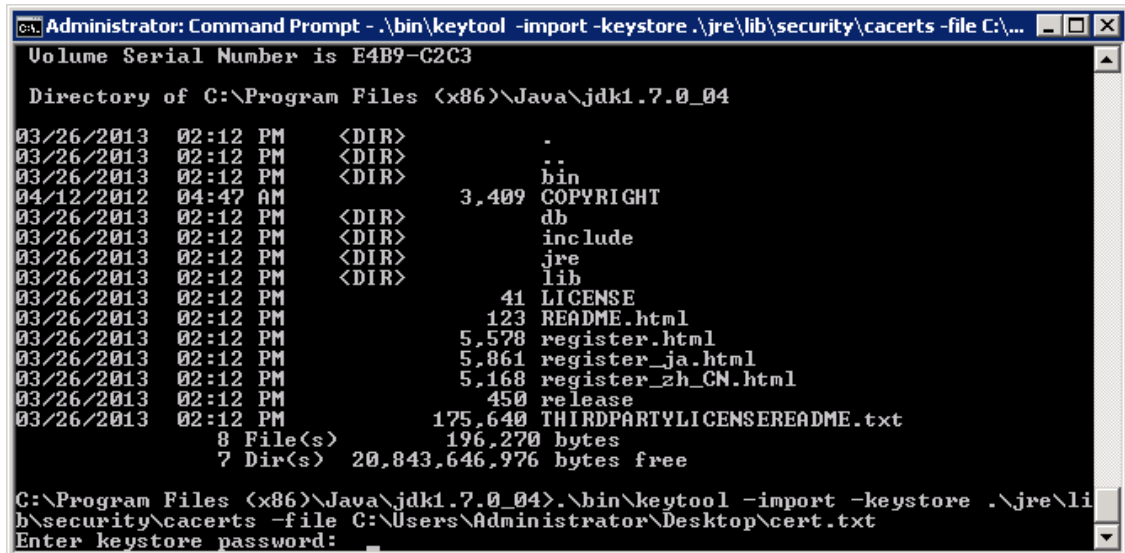 Administrator: Command Prompt - .\bin\keytool -import -keystore .\jre\lib\security\cacerts -file C:\...
Volume Serial Number is E4B9-C2C3
Directory of C:\Program Files (x86)\Java\jdk1.7.0_04
03/26/2013  02:12 PM    <DIR>          .
03/26/2013  02:12 PM    <DIR>          ..
03/26/2013  02:12 PM    <DIR>          bin
04/12/2012  04:47 AM             3,409 COPYRIGHT
03/26/2013  02:12 PM    <DIR>          db
03/26/2013  02:12 PM    <DIR>          include
03/26/2013  02:12 PM    <DIR>          jre
03/26/2013  02:12 PM    <DIR>          lib
03/26/2013  02:12 PM                41 LICENSE
03/26/2013  02:12 PM               123 README.html
03/26/2013  02:12 PM             5,578 register.html
03/26/2013  02:12 PM             5,861 register_ja.html
03/26/2013  02:12 PM             5,168 register_zh_CN.html
03/26/2013  02:12 PM               450 release
03/26/2013  02:12 PM           175,640 THIRDPARTYLICENSEREADME.txt
8 File(s)        196,270 bytes
7 Dir(s)  20,843,646,976 bytes free
C:\Program Files (x86)\Java\jdk1.7.0_04>.\bin\keytool -import -keystore .\jre\li
b\security\cacerts -file C:\Users\Administrator\Desktop\cert.txt
Enter keystore password: